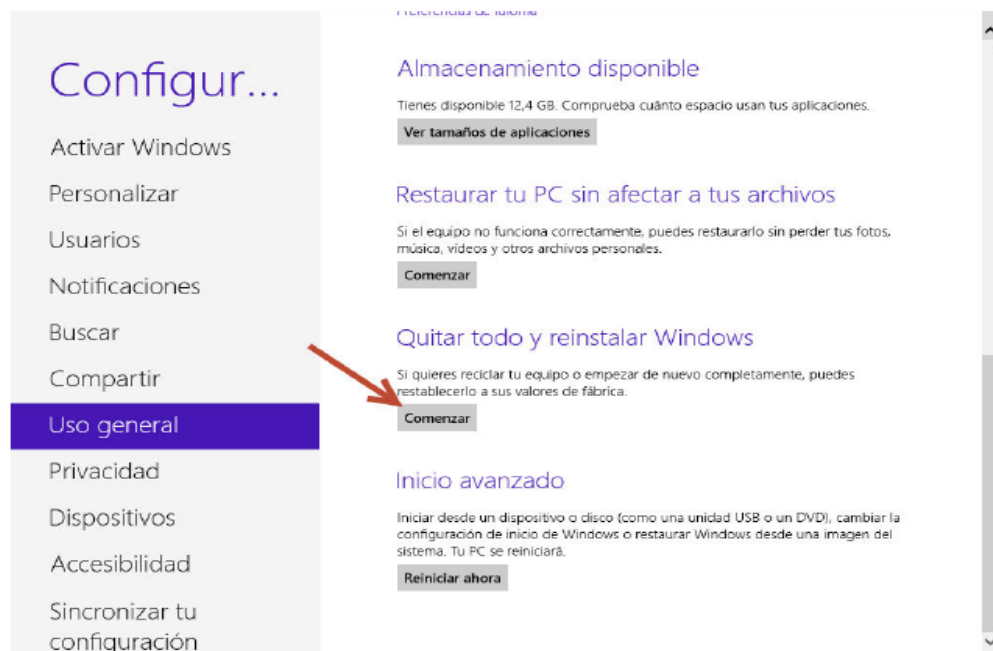 Configur...
Activar Windows
Personalizar
Usuarios
Notificaciones
Buscar
Compartir
Uso general
Privacidad
Dispositivos
Accesibilidad
Sincronizar tu
configuración
Preferencias de idioma
Almacenamiento disponible
Tienes disponible 12,4 GB. Comprueba cuánto espacio usan tus aplicaciones.
Ver tamaños de aplicaciones
Restaurar tu PC sin afectar a tus archivos
Si el equipo no funciona correctamente, puedes restaurarlo sin perder tus fotos,
música, vídeos y otros archivos personales.
Comenzar
Quitar todo y reinstalar Windows
Si quieres reciclar tu equipo o empezar de nuevo completamente, puedes
restablecerlo a sus valores de fábrica.
Comenzar
Inicio avanzado
Iniciar desde un dispositivo o disco (como una unidad USB o un DVD), cambiar la
configuración de inicio de Windows o restaurar Windows desde una imagen del
sistema. Tu PC se reiniciará.
Reiniciar ahora